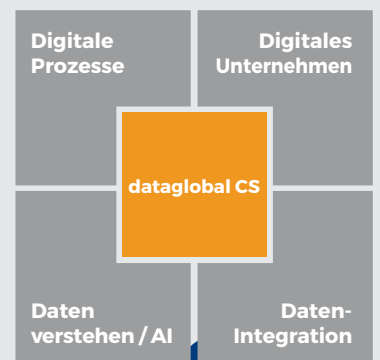 Digitale
Prozesse
Digitales
Unternehmen
dataglobal CS
Daten
verstehen / AI
Daten-
Integration